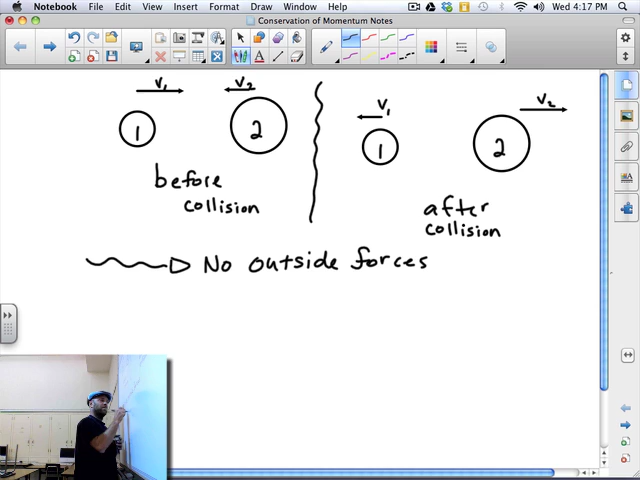 Notebook File Edit View Insert Format Draw Window Help
Wed 4:17 PM
Conservation of Momentum Notes
V₁
V₂
1
2
before
collision
V₁
V₂
1
2
after
collision
No outside forces